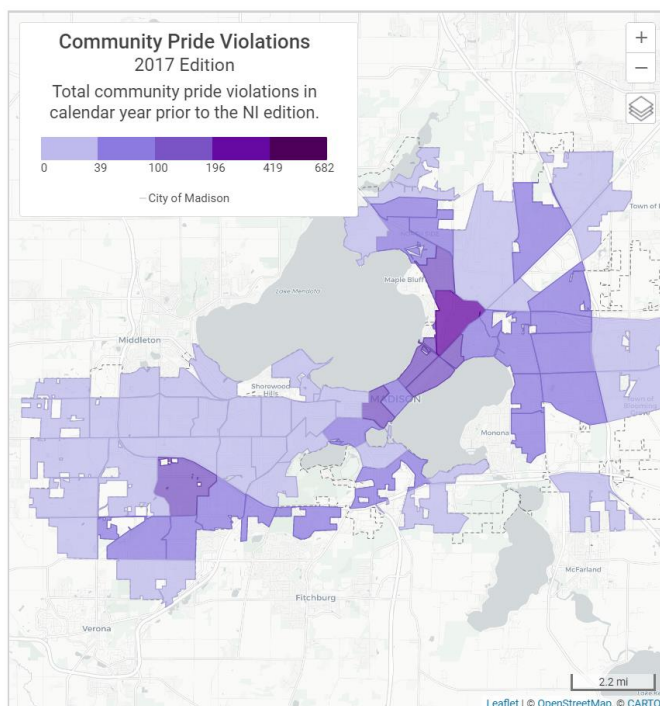 Community Pride Violations
2017 Edition
Total community pride violations in
calendar year prior to the NI edition.
0 39 100 196 419 682
City of Madison
+
−
Maple Bluff
Lake Mendota
Town of
Middleton
Shorewood
Hills
MADISON
Town of
Monona
McFarland
Fitchburg
Verona
2.2 mi
Leaflet | © OpenStreetMap, © CARTO